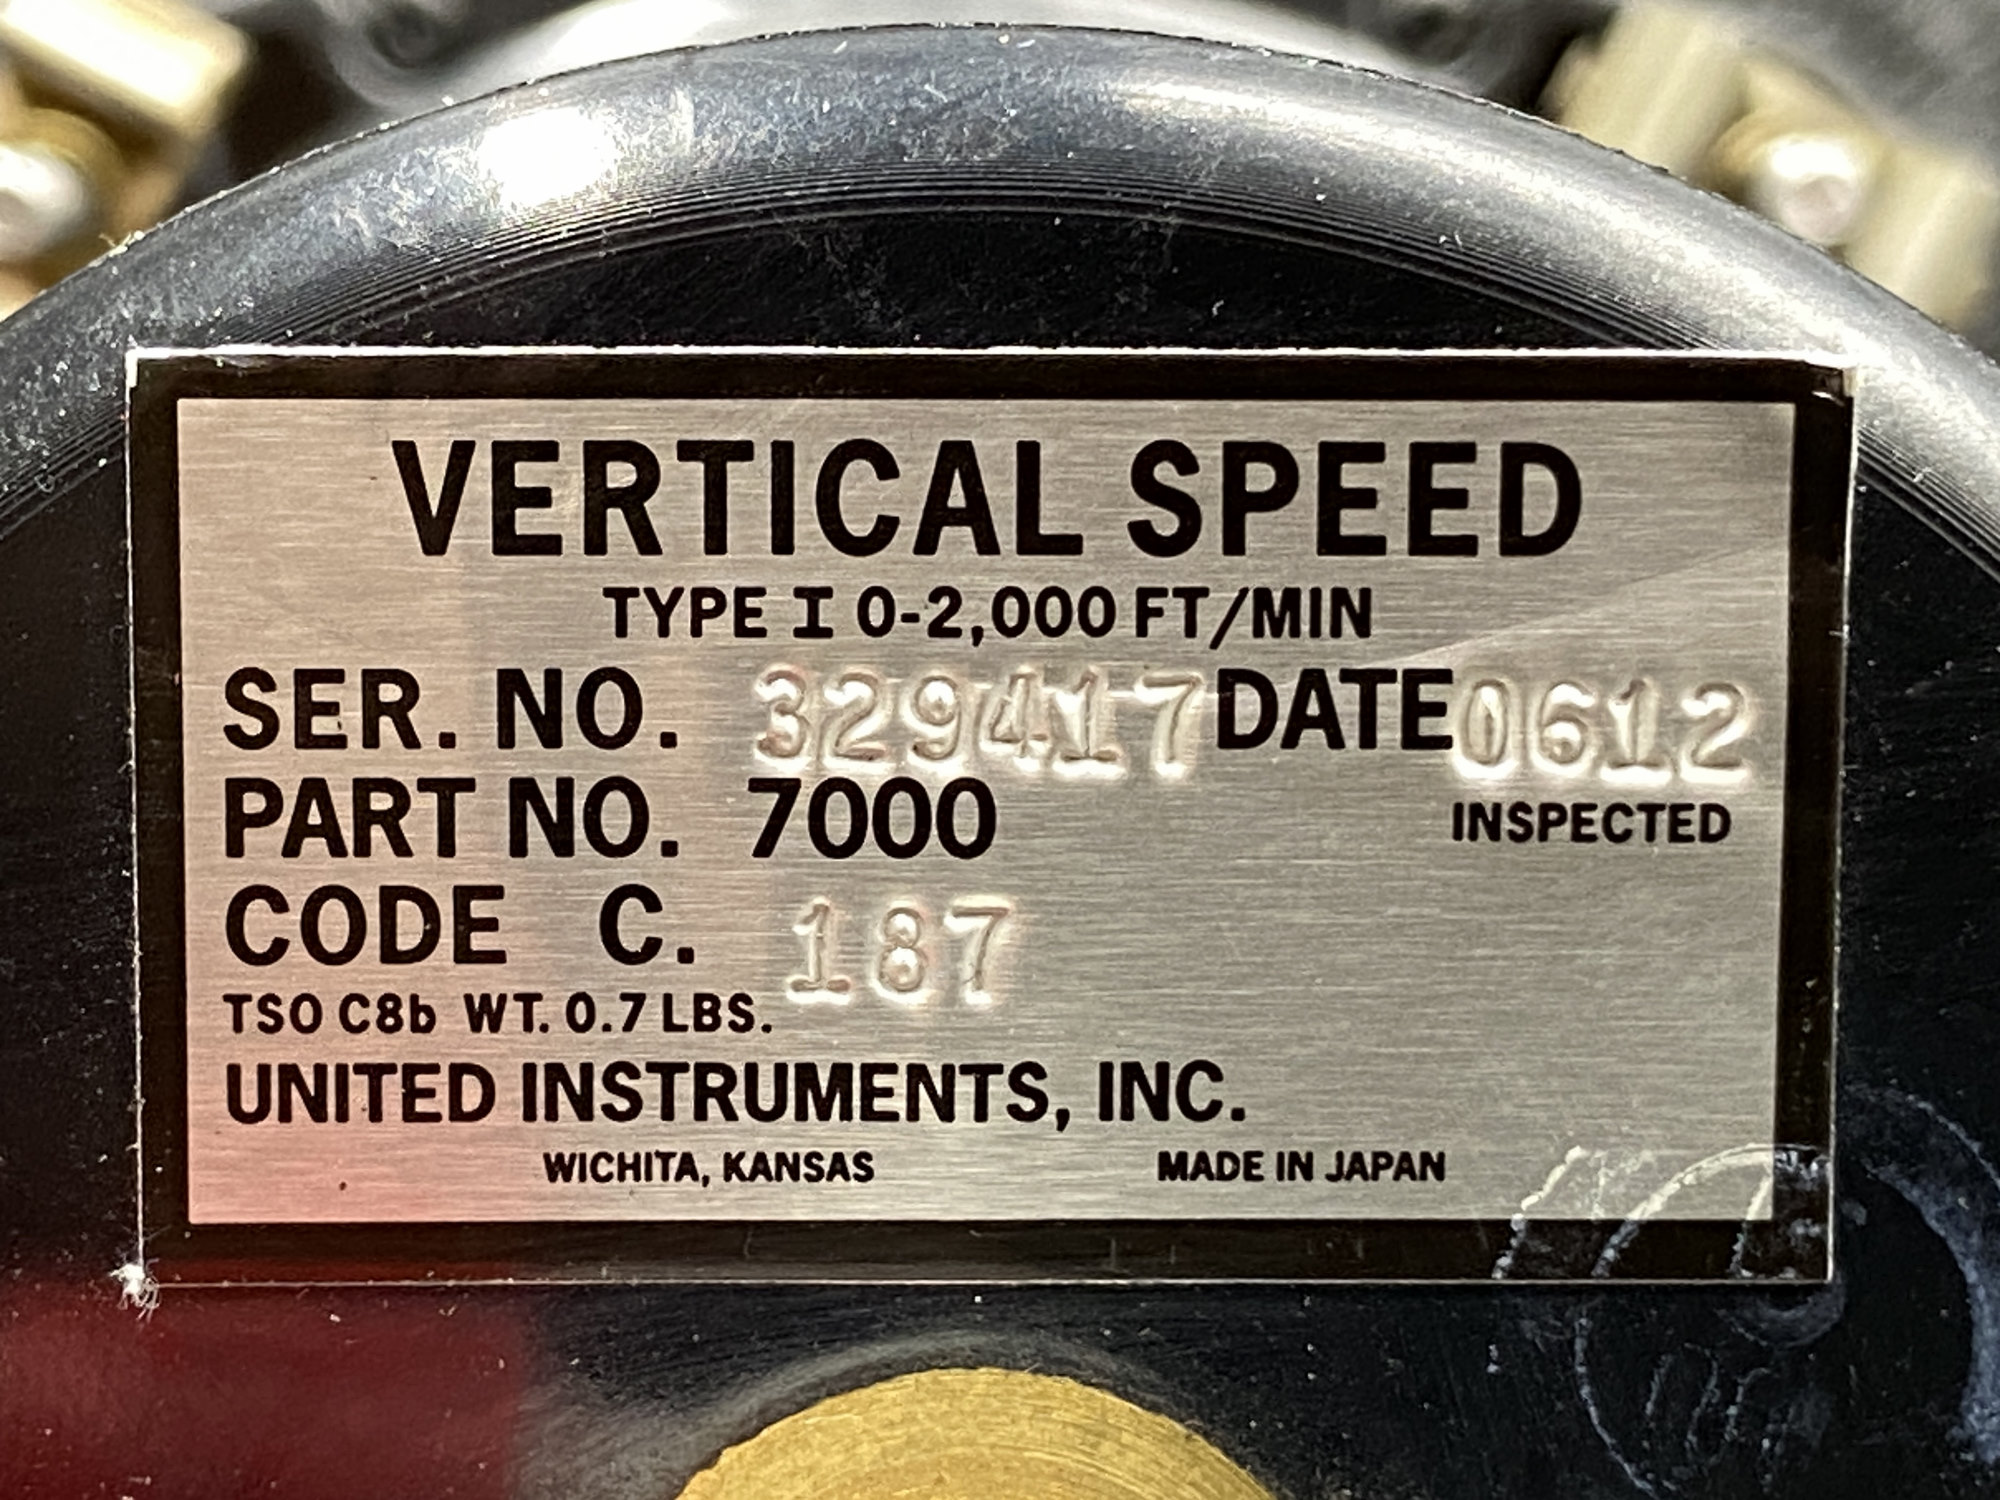 VERTICAL SPEED
TYPE I 0-2,000 FT/MIN
SER. NO. 329417 DATE 0612
PART NO. 7000 INSPECTED
CODE C. 187
TSO C8b WT. 0.7 LBS.
UNITED INSTRUMENTS, INC.
WICHITA, KANSAS MADE IN JAPAN